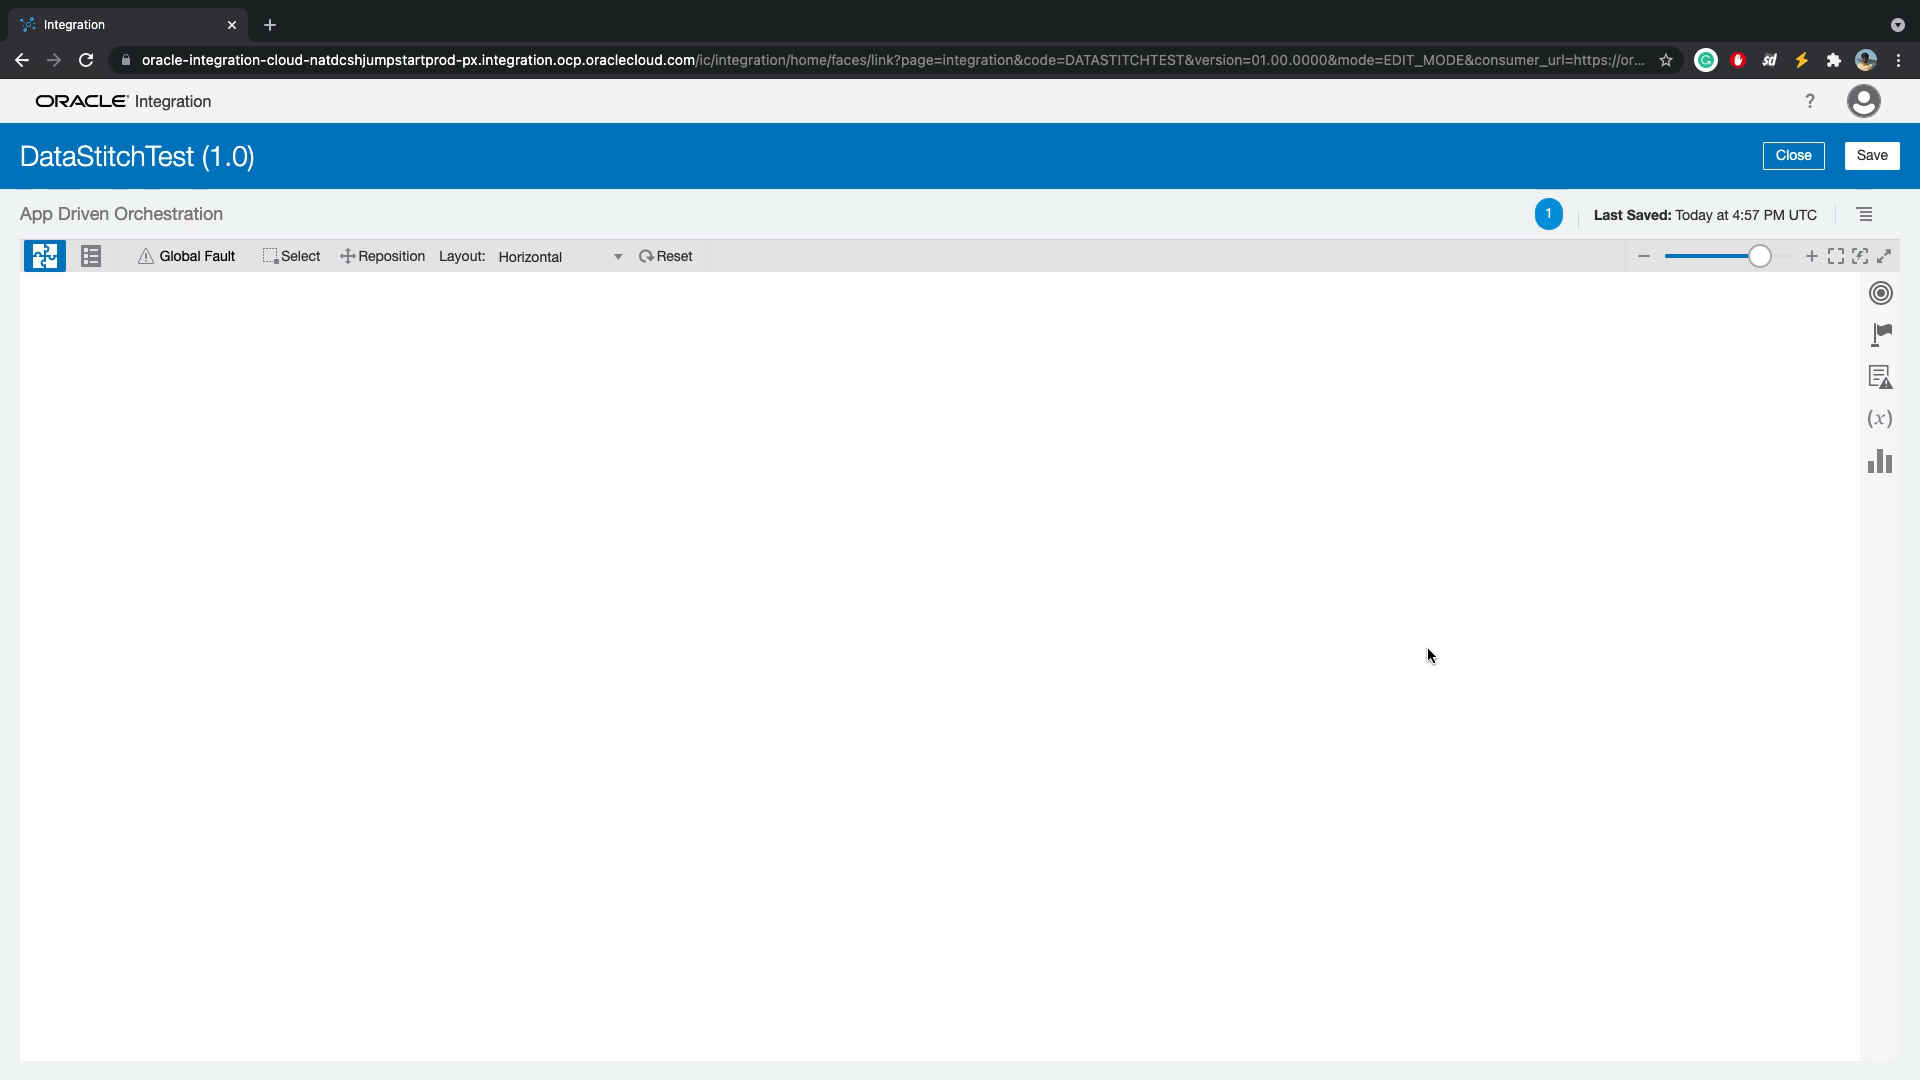 Integration
oracle-integration-cloud-natdcshjumpstartprod-px.integration.ocp.oraclecloud.com/ic/integration/home/faces/link?page=integration&code=DATASTITCHTEST&version=01.00.0000&mode=EDIT_MODE&consumer_url=https://or...
ORACLE Integration
?
DataStitchTest (1.0)
Close
Save
App Driven Orchestration
1
Last Saved: Today at 4:57 PM UTC
Global Fault
Select
Reposition
Layout:
Horizontal
Reset
(x)